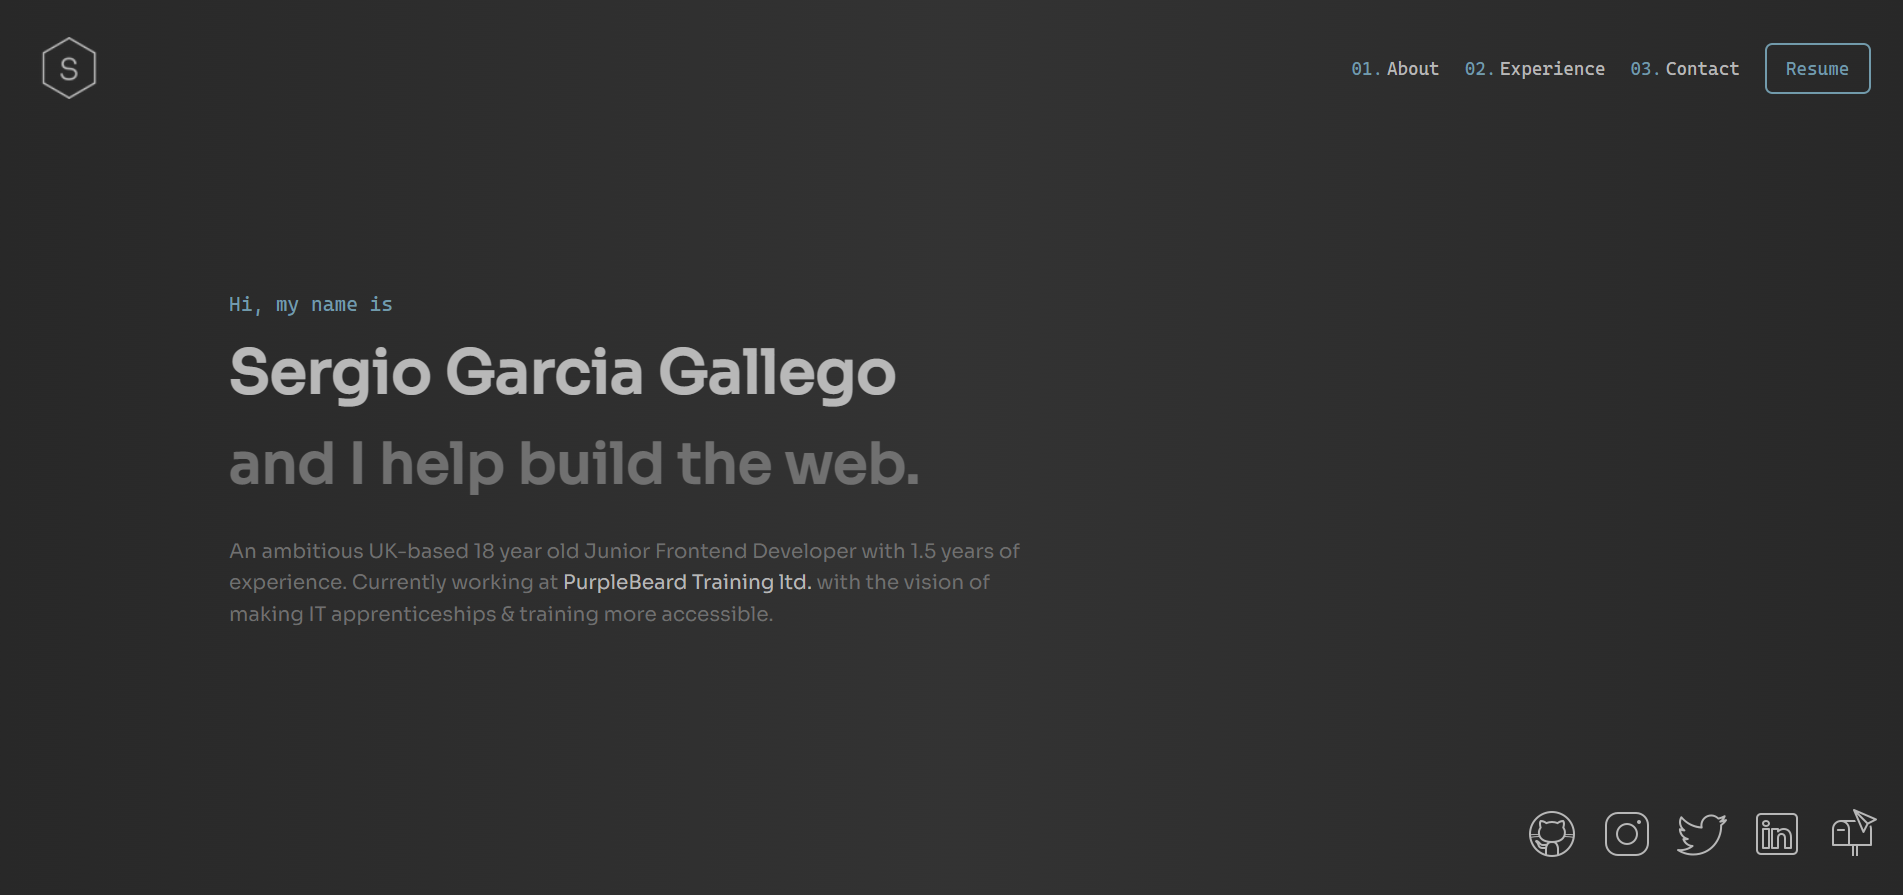 S
01. About 02. Experience 03. Contact Resume
Hi, my name is
Sergio Garcia Gallego
and I help build the web.
An ambitious UK-based 18 year old Junior Frontend Developer with 1.5 years of
experience. Currently working at PurpleBeard Training ltd. with the vision of
making IT apprenticeships & training more accessible.
in